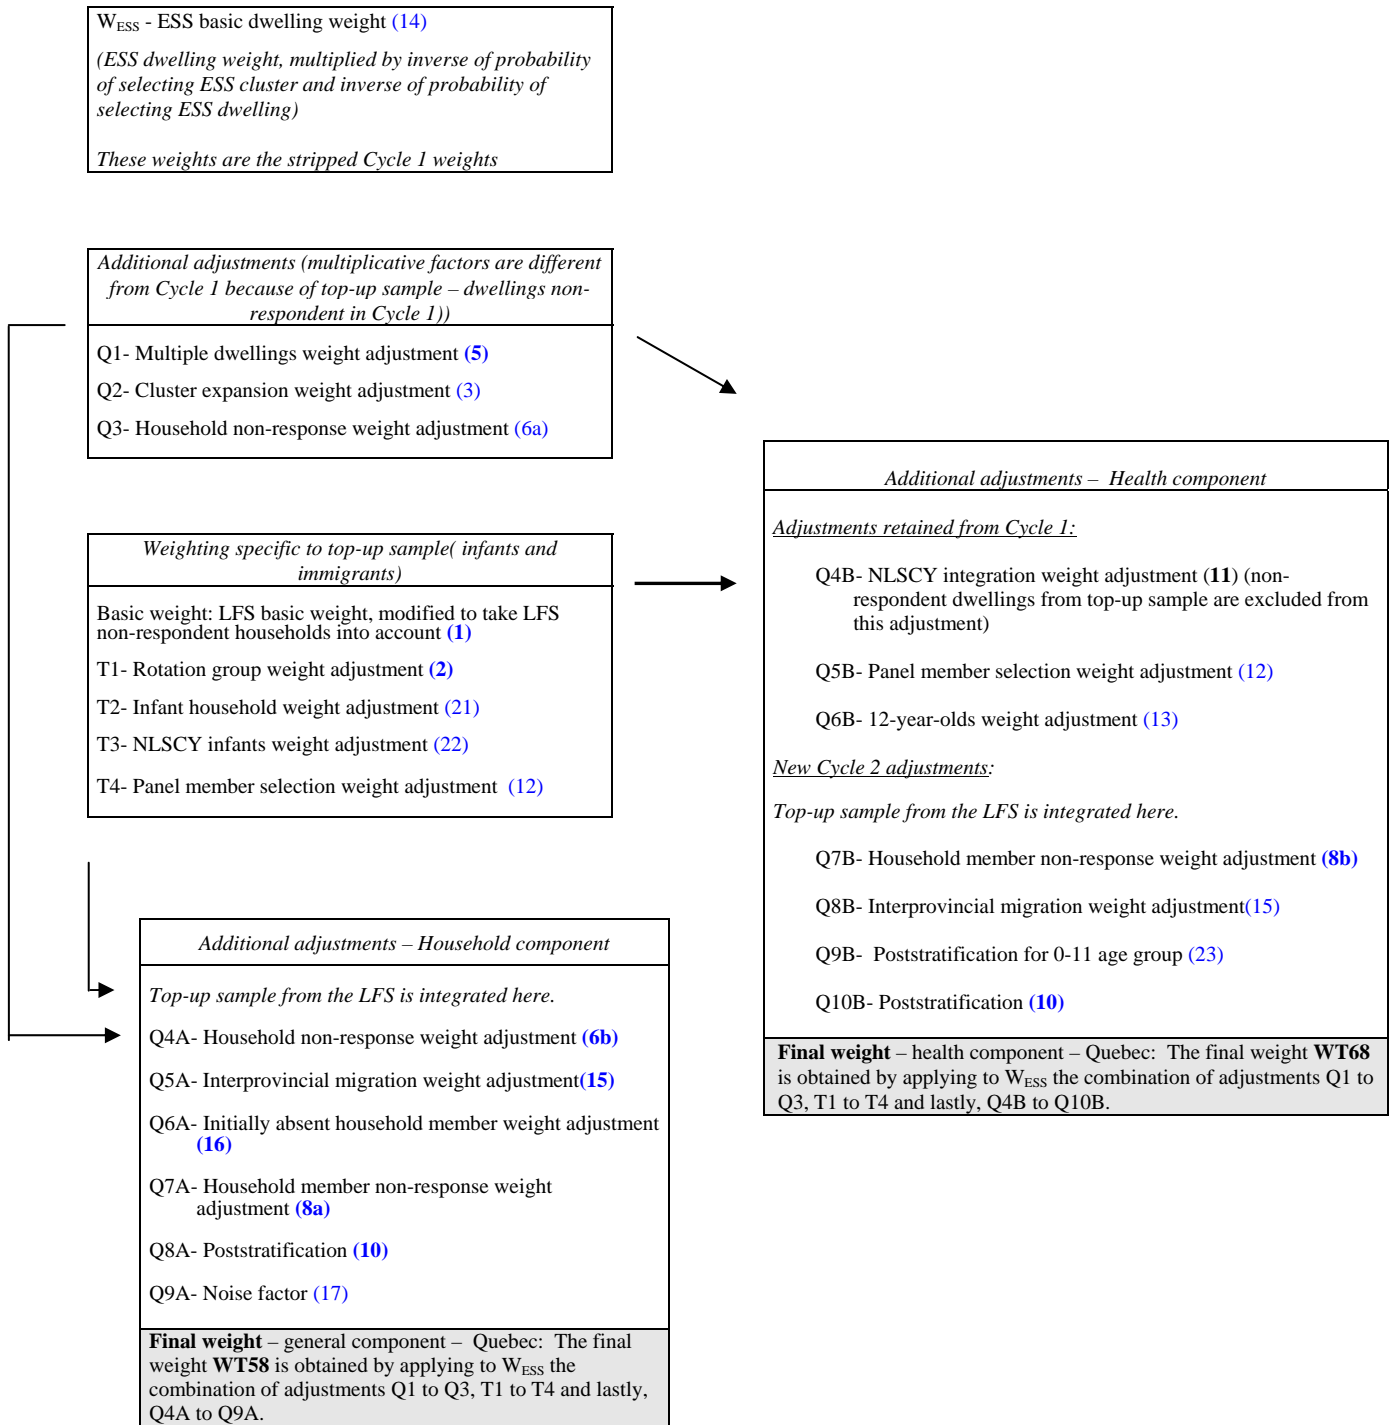 W_ESS - ESS basic dwelling weight (14)
(ESS dwelling weight, multiplied by inverse of probability
of selecting ESS cluster and inverse of probability of
selecting ESS dwelling)
These weights are the stripped Cycle 1 weights
Additional adjustments (multiplicative factors are different
from Cycle 1 because of top-up sample – dwellings non-
respondent in Cycle 1))
Q1- Multiple dwellings weight adjustment (5)
Q2- Cluster expansion weight adjustment (3)
Q3- Household non-response weight adjustment (6a)
Weighting specific to top-up sample( infants and
immigrants)
Basic weight: LFS basic weight, modified to take LFS
non-respondent households into account (1)
T1- Rotation group weight adjustment (2)
T2- Infant household weight adjustment (21)
T3- NLSCY infants weight adjustment (22)
T4- Panel member selection weight adjustment (12)
Additional adjustments – Household component
Top-up sample from the LFS is integrated here.
Q4A- Household non-response weight adjustment (6b)
Q5A- Interprovincial migration weight adjustment(15)
Q6A- Initially absent household member weight adjustment
(16)
Q7A- Household member non-response weight
adjustment (8a)
Q8A- Poststratification (10)
Q9A- Noise factor (17)
Final weight – general component – Quebec: The final
weight WT58 is obtained by applying to W_ESS the
combination of adjustments Q1 to Q3, T1 to T4 and lastly,
Q4A to Q9A.
Additional adjustments – Health component
Adjustments retained from Cycle 1:
Q4B- NLSCY integration weight adjustment (11) (non-
respondent dwellings from top-up sample are excluded from
this adjustment)
Q5B- Panel member selection weight adjustment (12)
Q6B- 12-year-olds weight adjustment (13)
New Cycle 2 adjustments:
Top-up sample from the LFS is integrated here.
Q7B- Household member non-response weight adjustment (8b)
Q8B- Interprovincial migration weight adjustment(15)
Q9B- Poststratification for 0-11 age group (23)
Q10B- Poststratification (10)
Final weight – health component – Quebec: The final weight WT68
is obtained by applying to W_ESS the combination of adjustments Q1 to
Q3, T1 to T4 and lastly, Q4B to Q10B.